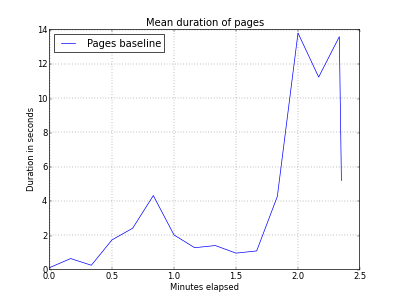 Mean duration of pages
14
12
10
8
6
4
2
0
Duration in seconds
Pages baseline
0.0 0.5 1.0 1.5 2.0 2.5
Minutes elapsed